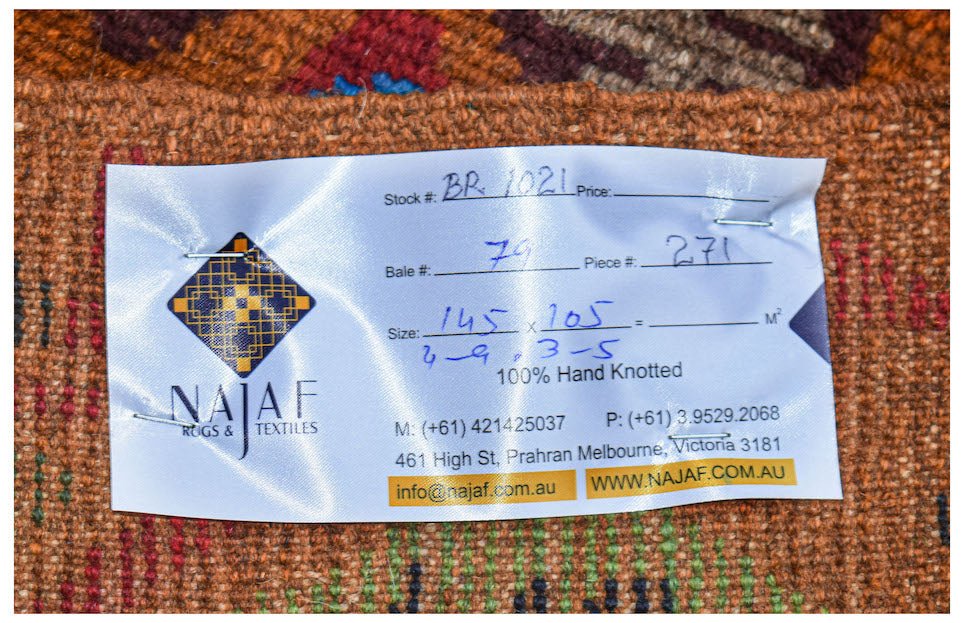 NAJAF
RUGS & TEXTILES
Stock #: BR. 1021 Price:
Bale #: 79 Piece #: 271
Size: 145 x 105 = M²
4-9 . 3-5
100% Hand Knotted
M: (+61) 421425037 P: (+61) 3.9529.2068
461 High St, Prahran Melbourne, Victoria 3181
info@najaf.com.au WWW.NAJAF.COM.AU